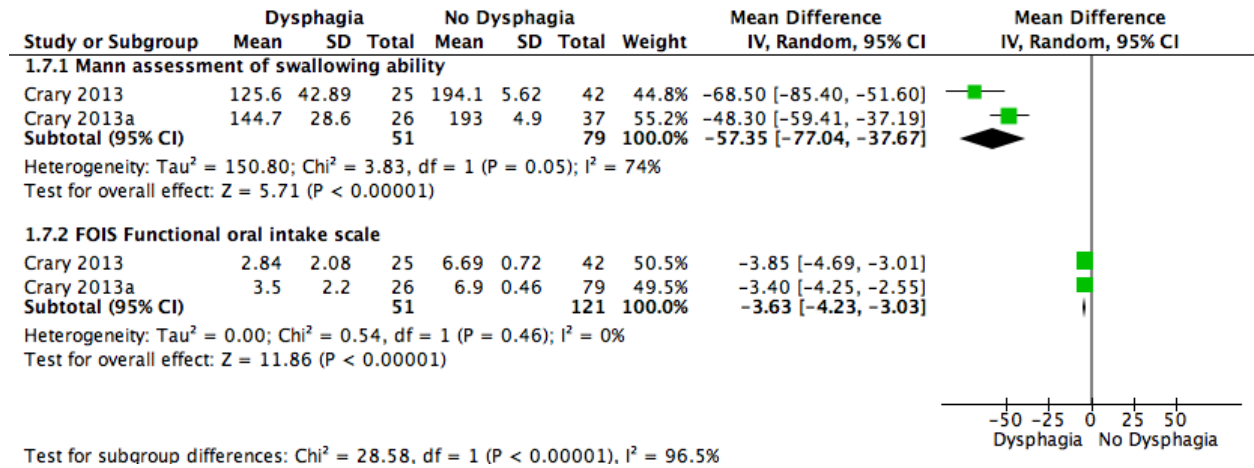 Dysphagia No Dysphagia Mean Difference Mean Difference
Study or Subgroup Mean SD Total Mean SD Total Weight IV, Random, 95% CI IV, Random, 95% CI
1.7.1 Mann assessment of swallowing ability
Crary 2013 125.6 42.89 25 194.1 5.62 42 44.8% -68.50 [-85.40, -51.60]
Crary 2013a 144.7 28.6 26 193 4.9 37 55.2% -48.30 [-59.41, -37.19]
Subtotal (95% CI) 51 79 100.0% -57.35 [-77.04, -37.67]
Heterogeneity: Tau² = 150.80; Chi² = 3.83, df = 1 (P = 0.05); I² = 74%
Test for overall effect: Z = 5.71 (P < 0.00001)
1.7.2 FOIS Functional oral intake scale
Crary 2013 2.84 2.08 25 6.69 0.72 42 50.5% -3.85 [-4.69, -3.01]
Crary 2013a 3.5 2.2 26 6.9 0.46 79 49.5% -3.40 [-4.25, -2.55]
Subtotal (95% CI) 51 121 100.0% -3.63 [-4.23, -3.03]
Heterogeneity: Tau² = 0.00; Chi² = 0.54, df = 1 (P = 0.46); I² = 0%
Test for overall effect: Z = 11.86 (P < 0.00001)
-50 -25 0 25 50
Dysphagia No Dysphagia
Test for subgroup differences: Chi² = 28.58, df = 1 (P < 0.00001), I² = 96.5%